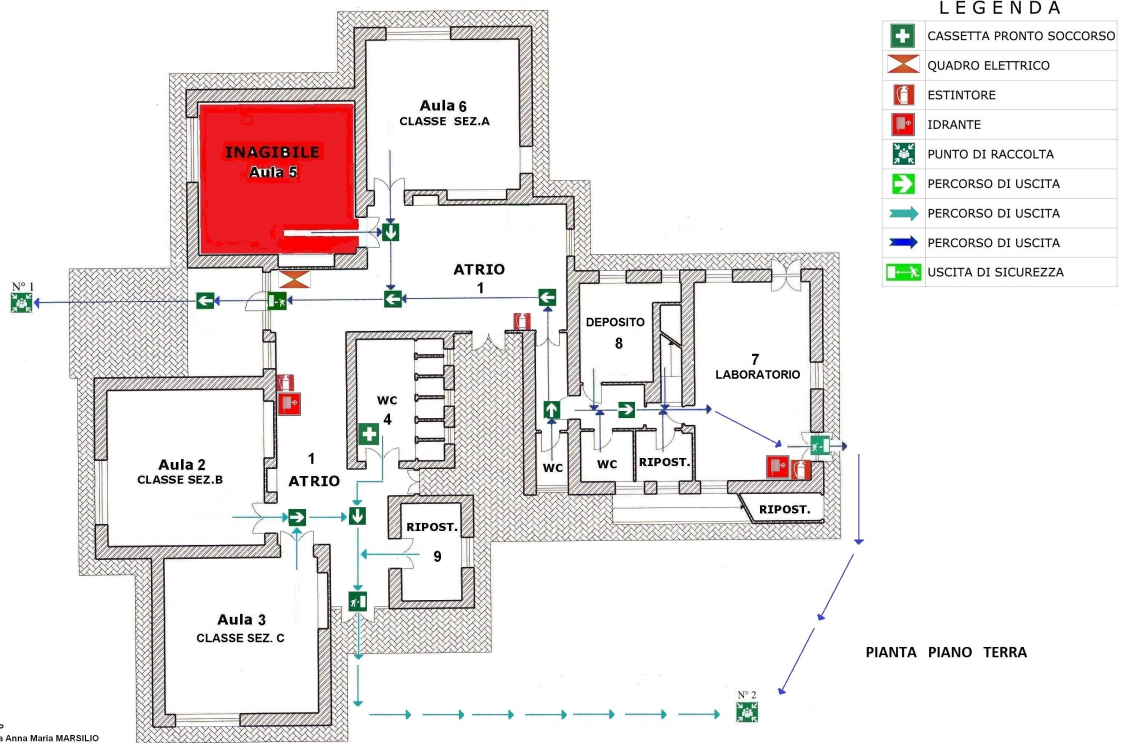 L E G E N D A
CASSETTA PRONTO SOCCORSO
QUADRO ELETTRICO
ESTINTORE
IDRANTE
PUNTO DI RACCOLTA
PERCORSO DI USCITA
PERCORSO DI USCITA
PERCORSO DI USCITA
USCITA DI SICUREZZA
Aula 6
CLASSE SEZ.A
INAGIBILE
Aula 5
ATRIO
1
N° 1
DEPOSITO
8
7
LABORATORIO
WC
4
WC
WC
RIPOST.
RIPOST.
Aula 2
CLASSE SEZ.B
1
ATRIO
RIPOST.
9
Aula 3
CLASSE SEZ. C
PIANTA PIANO TERRA
N° 2
a Anna Maria MARSILIO